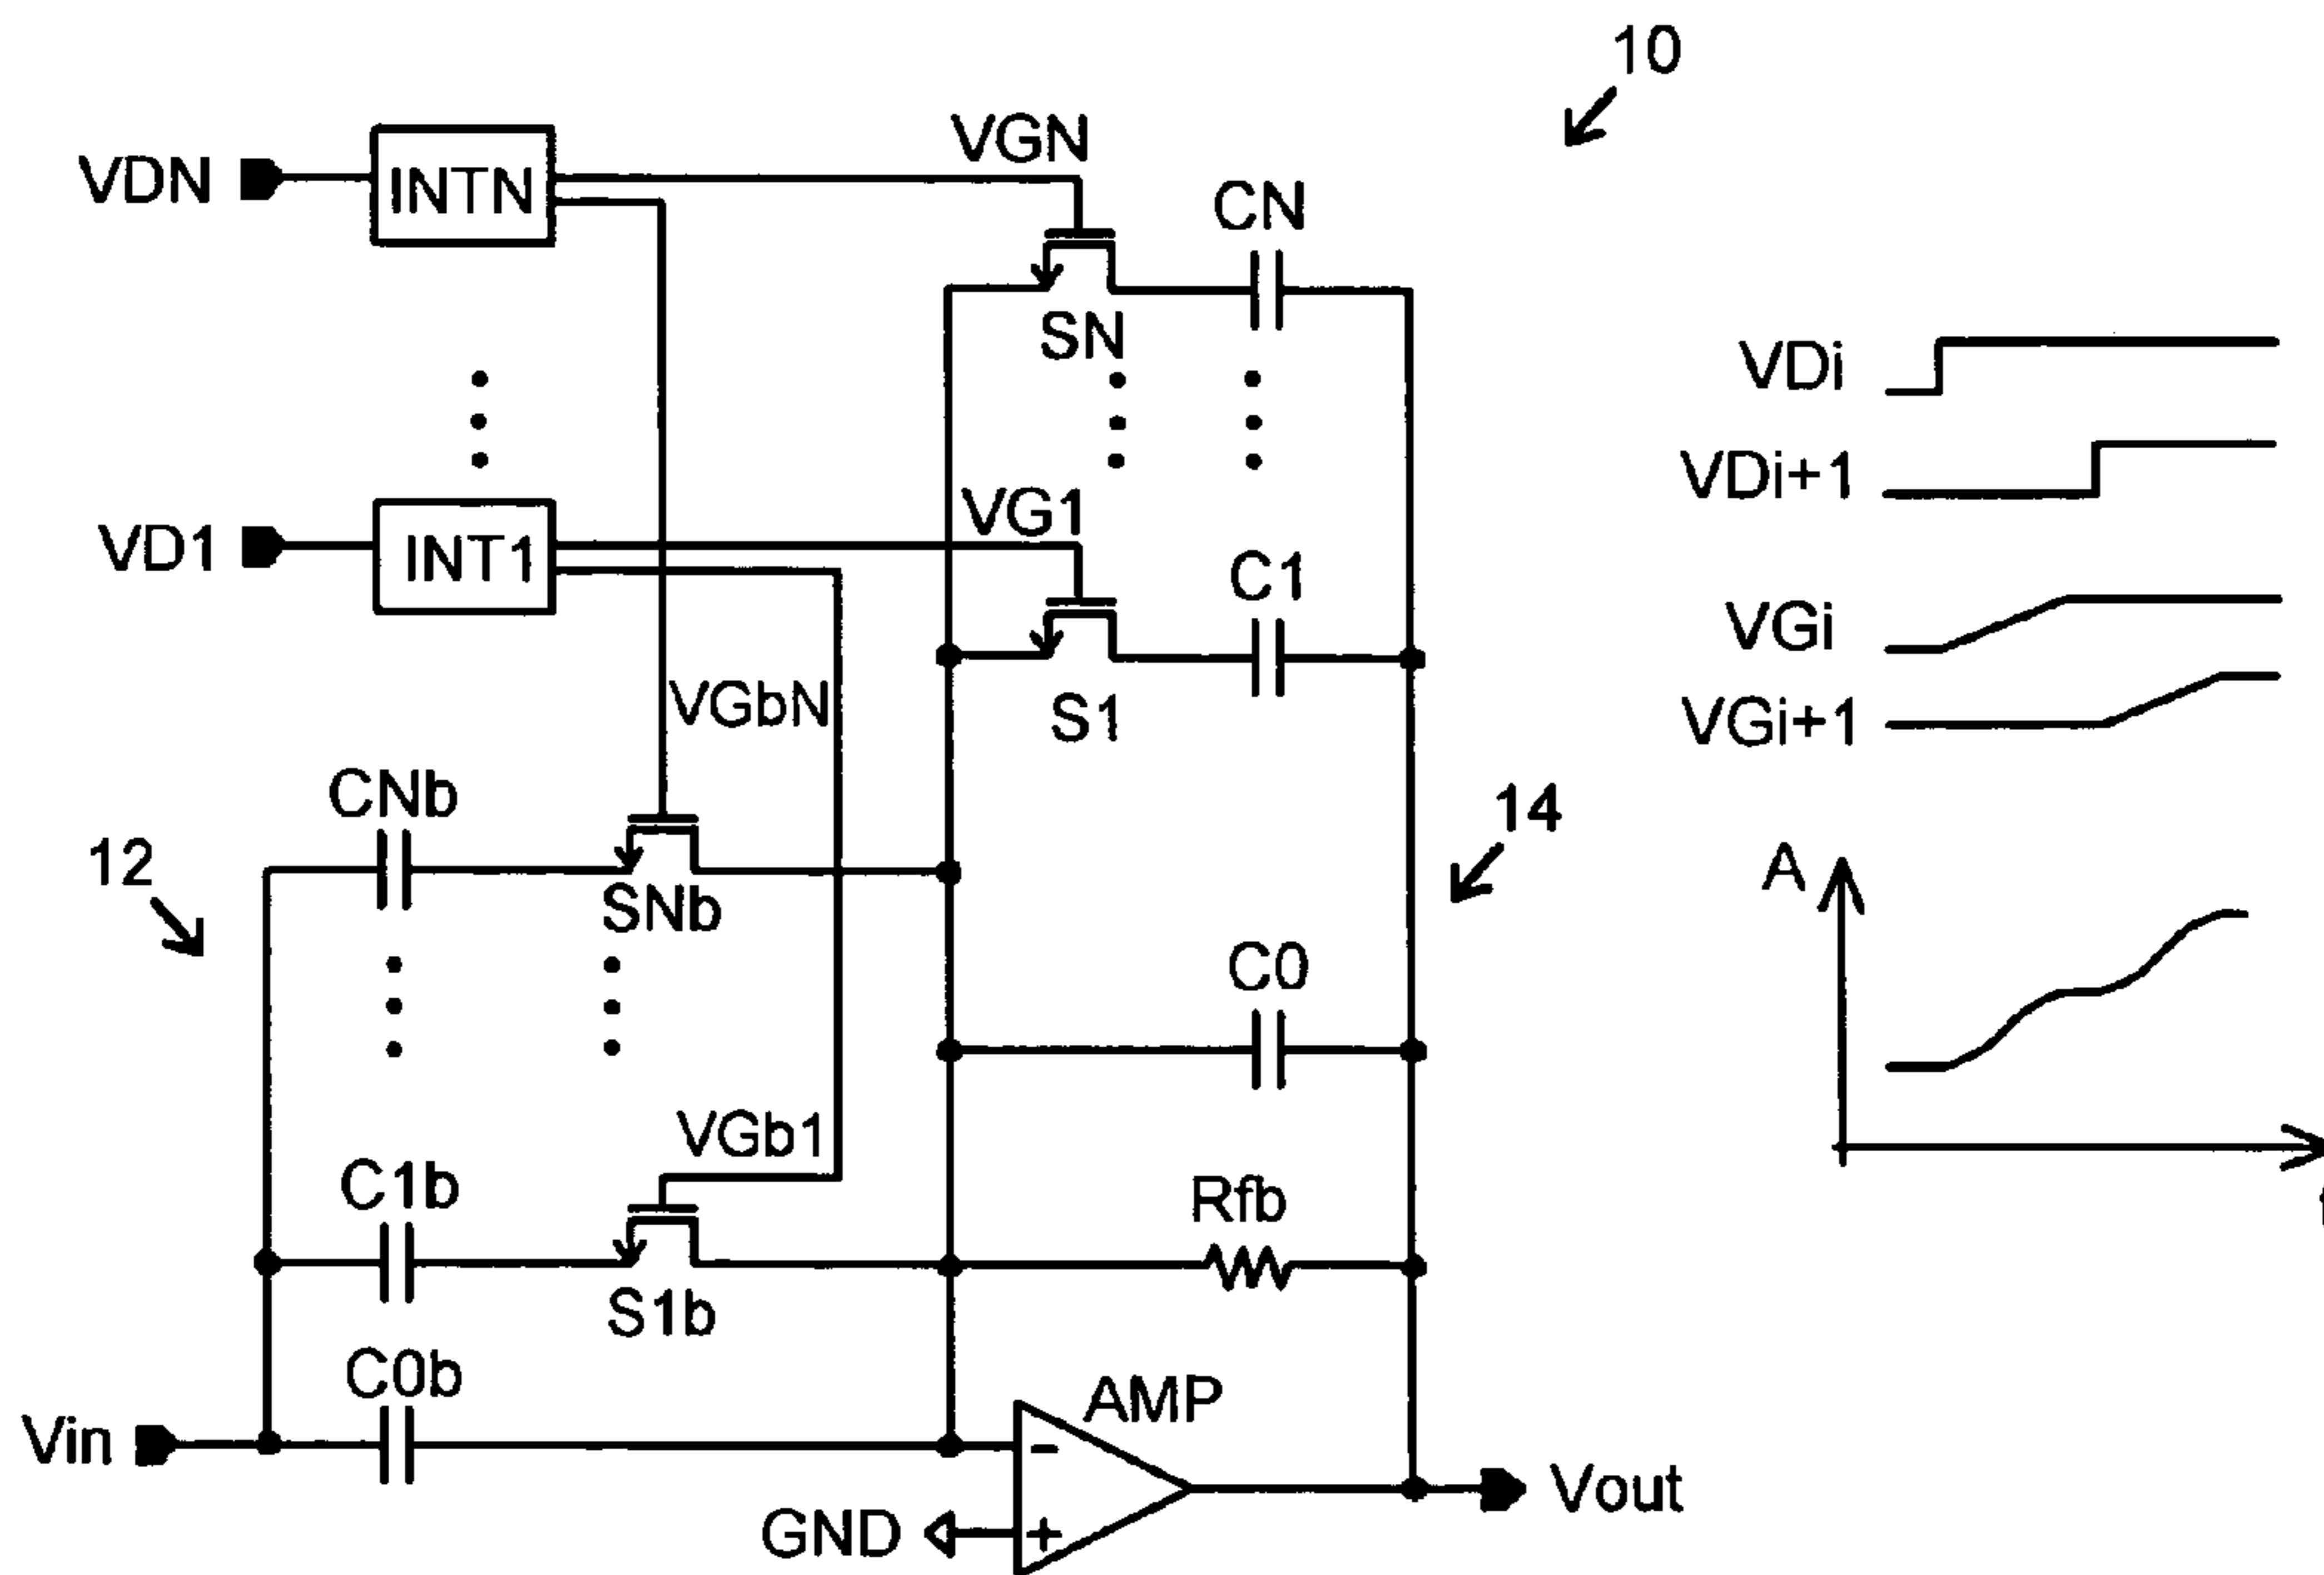 10
VDN
INTN
VGN
CN
SN
VDi
VDi+1
VD1
INT1
VG1
C1
S1
VGi
VGi+1
VGbN
CNb
SNb
12
14
A
C0
VGb1
C1b
S1b
Rfb
C0b
AMP
Vin
-
+
GND
Vout